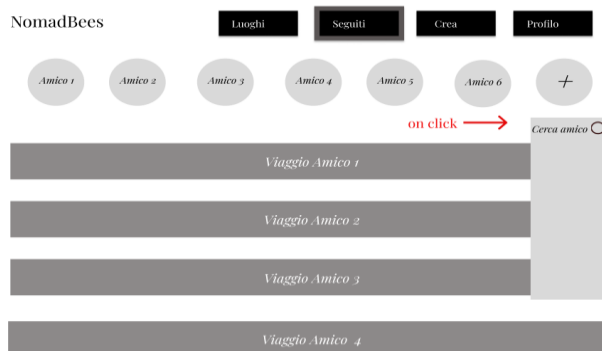 NomadBees
Luoghi
Seguiti
Crea
Profilo
Amico 1
Amico 2
Amico 3
Amico 4
Amico 5
Amico 6
+
on click
Cerca amico
Viaggio Amico 1
Viaggio Amico 2
Viaggio Amico 3
Viaggio Amico 4